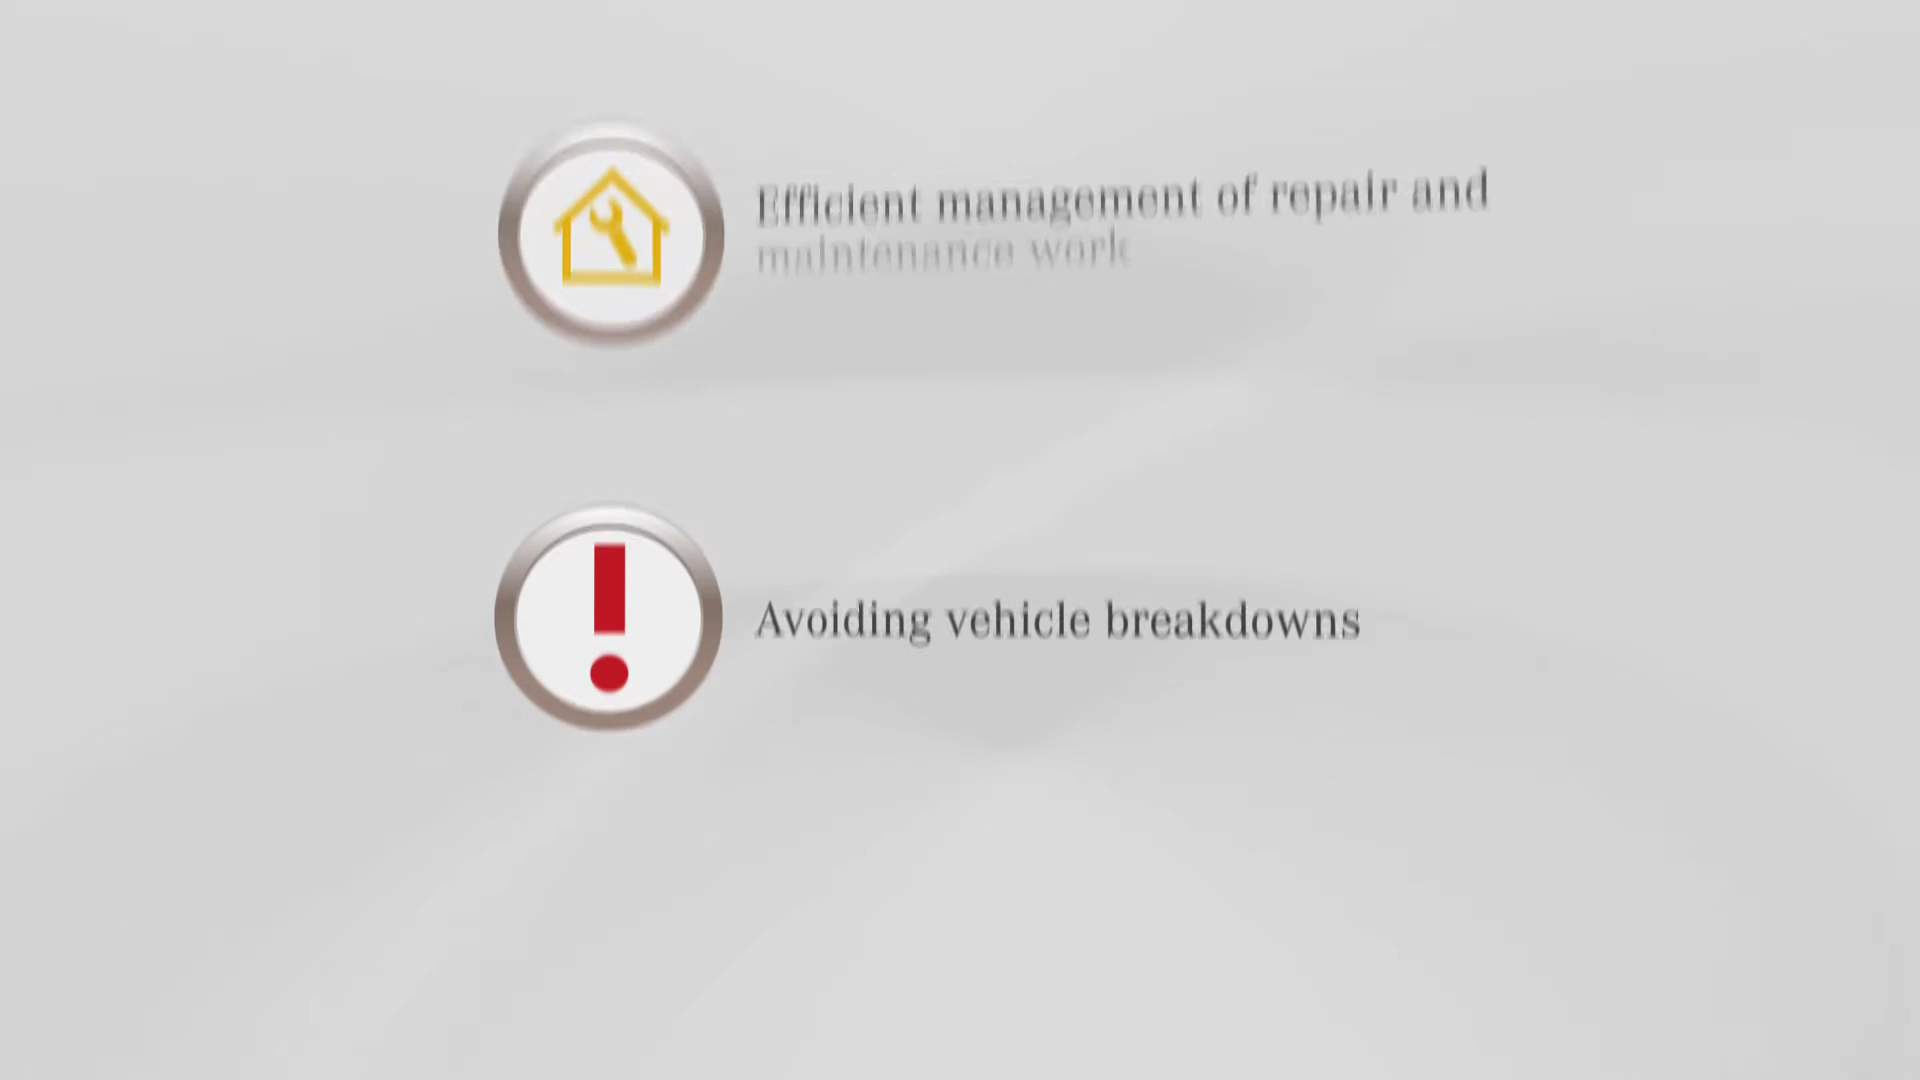 Efficient management of repair and
maintenance work
Avoiding vehicle breakdowns